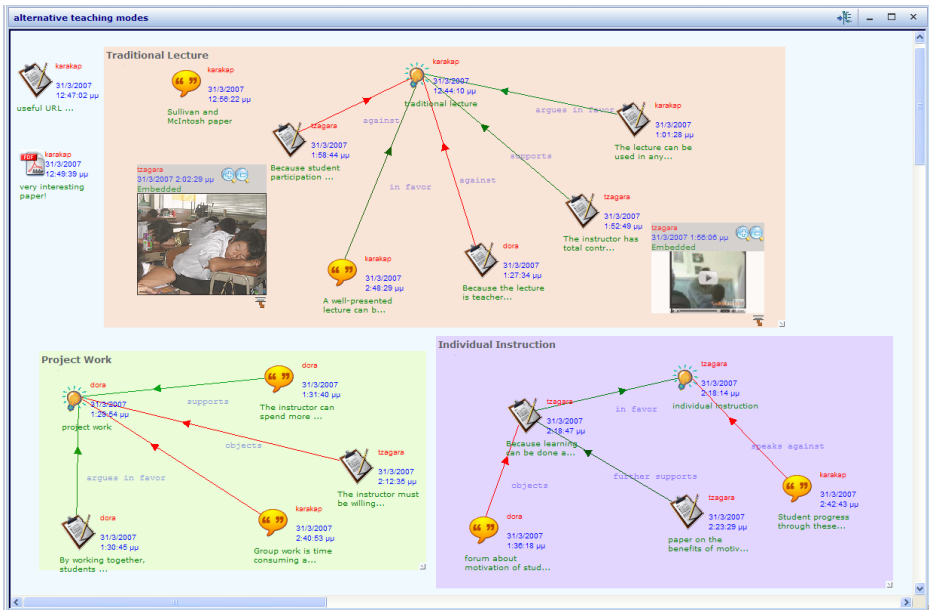 alternative teaching modes
karakap
31/3/2007
12:47:02 μμ
useful URL ...
PDF
karakap
31/3/2007
12:49:39 μμ
very interesting
paper!
Traditional Lecture
karakap
31/3/2007
12:56:22 μμ
Sullivan and
McIntosh paper
karakap
31/3/2007
12:44:10 μμ
traditional lecture
tzagara
31/3/2007
1:58:44 μμ
Because student
participation ...
against
argues in favor
karakap
31/3/2007
1:01:28 μμ
The lecture can be
used in any...
supports
against
in favor
tzagara
31/3/2007 2:02:29 μμ
Embedded
tzagara
31/3/2007
1:52:49 μμ
The instructor has
total contr...
tzagara
31/3/2007 1:56:06 μμ
Embedded
karakap
31/3/2007
2:48:29 μμ
A well-presented
lecture can b...
dora
31/3/2007
1:27:34 μμ
Because the lecture
is teacher...
Project Work
dora
31/3/2007
1:28:54 μμ
project work
dora
31/3/2007
1:31:40 μμ
The instructor can
spend more ...
supports
objects
argues in favor
tzagara
31/3/2007
2:12:36 μμ
The instructor must
be willing...
dora
31/3/2007
1:30:45 μμ
By working together,
students ...
karakap
31/3/2007
2:40:53 μμ
Group work is time
consuming a...
Individual Instruction
tzagara
31/3/2007
2:18:14 μμ
individual instruction
tzagara
31/3/2007
2:18:47 μμ
Because learning
can be done a...
in favor
speaks against
objects
further supports
karakap
31/3/2007
2:42:43 μμ
Student progress
through these...
tzagara
31/3/2007
2:23:29 μμ
paper on the
benefits of motiv...
dora
31/3/2007
1:36:18 μμ
forum about
motivation of stud...